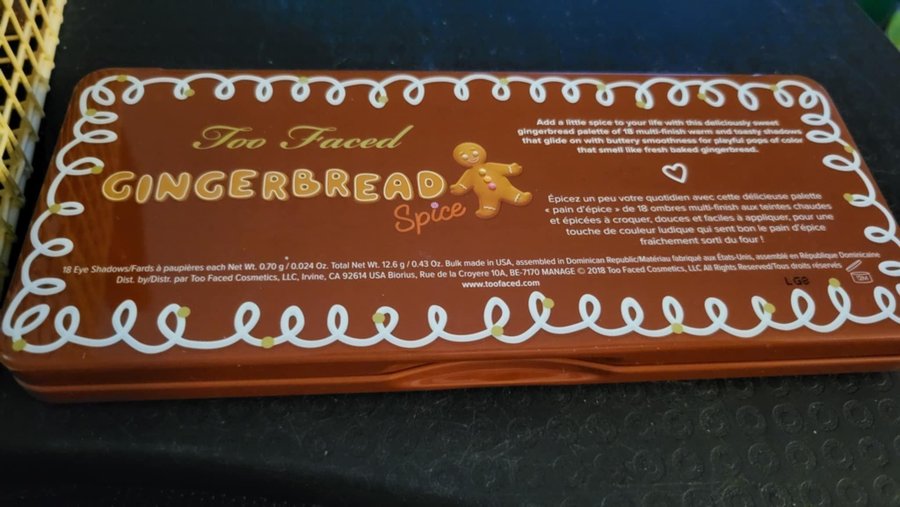 Too Faced
GINGERBREAD
Spice
Add a little spice to your life with this deliciously sweet
gingerbread palette of 18 multi-finish warm and toasty shadows
that glide on with buttery smoothness for playful pops of color
that smell like fresh baked gingerbread.
Épicez un peu votre quotidien avec cette délicieuse palette
« pain d'épice » de 18 ombres multi-finish aux teintes chaudes
et épicées à croquer, douces et faciles à appliquer, pour une
touche de couleur ludique qui sent bon le pain d'épice
fraîchement sorti du four !
18 Eye Shadows/Fards à paupières each Net Wt. 0.70 g / 0.024 Oz. Total Net Wt. 12.6 g / 0.43 Oz. Bulk made in USA, assembled in Dominican Republic/Matériau fabriqué aux États-Unis, assemblé en République Dominicaine
Dist. by/Distr. par Too Faced Cosmetics, LLC, Irvine, CA 92614 USA Biorius, Rue de la Croyere 10A, BE-7170 MANAGE © 2018 Too Faced Cosmetics, LLC All Rights Reserved/Tous droits réservés
www.toofaced.com